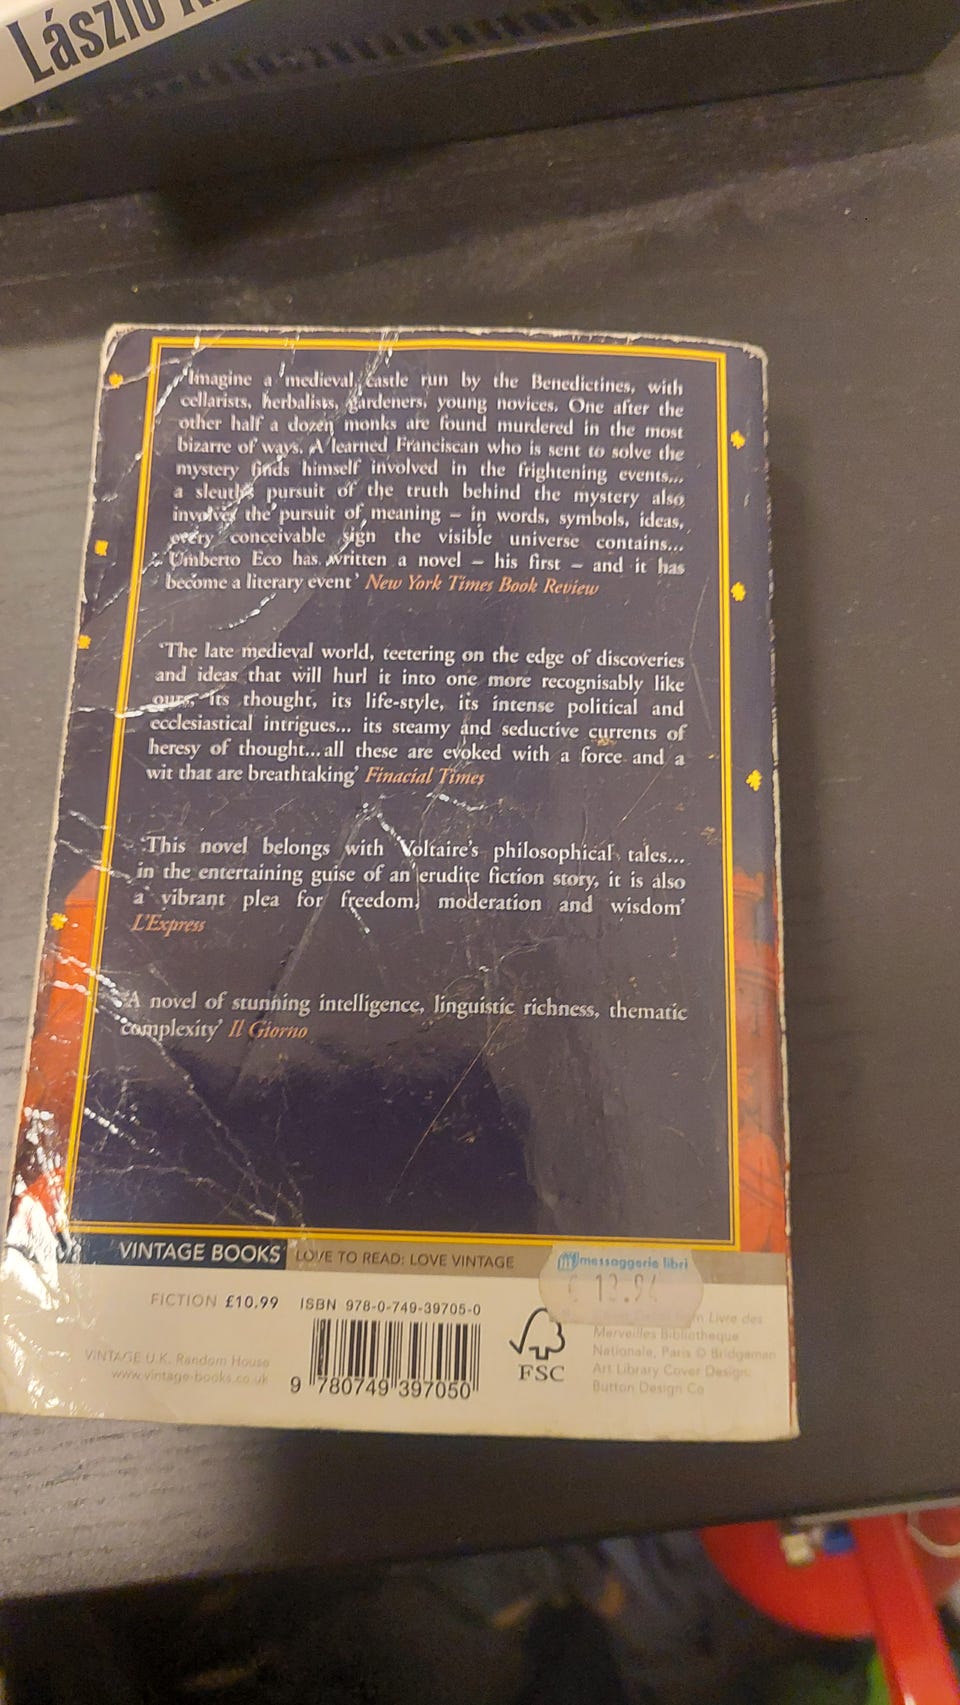 László
'Imagine a medieval castle run by the Benedictines, with
cellarists, herbalists, gardeners, young novices. One after the
other half a dozen monks are found murdered in the most
bizarre of ways. A learned Franciscan who is sent to solve the
mystery finds himself involved in the frightening events...
a sleuth's pursuit of the truth behind the mystery also
involves the pursuit of meaning – in words, symbols, ideas,
every conceivable sign the visible universe contains...
Umberto Eco has written a novel – his first – and it has
become a literary event' New York Times Book Review
'The late medieval world, teetering on the edge of discoveries
and ideas that will hurl it into one more recognisably like
ours, its thought, its life-style, its intense political and
ecclesiastical intrigues... its steamy and seductive currents of
heresy of thought... all these are evoked with a force and a
wit that are breathtaking' Finacial Times
'This novel belongs with Voltaire's philosophical tales...
in the entertaining guise of an erudite fiction story, it is also
a vibrant plea for freedom, moderation and wisdom'
L'Express
'A novel of stunning intelligence, linguistic richness, thematic
complexity' Il Giorno
VINTAGE BOOKS LOVE TO READ: LOVE VINTAGE
messaggerie libri
FICTION £10.99 ISBN 978-0-749-39705-0
9 780749 397050
VINTAGE U.K. Random House
www.vintage-books.co.uk
FSC
Livre des
Merveilles Bibliotheque
Nationale, Paris © Bridgeman
Art Library Cover Design:
Button Design Co